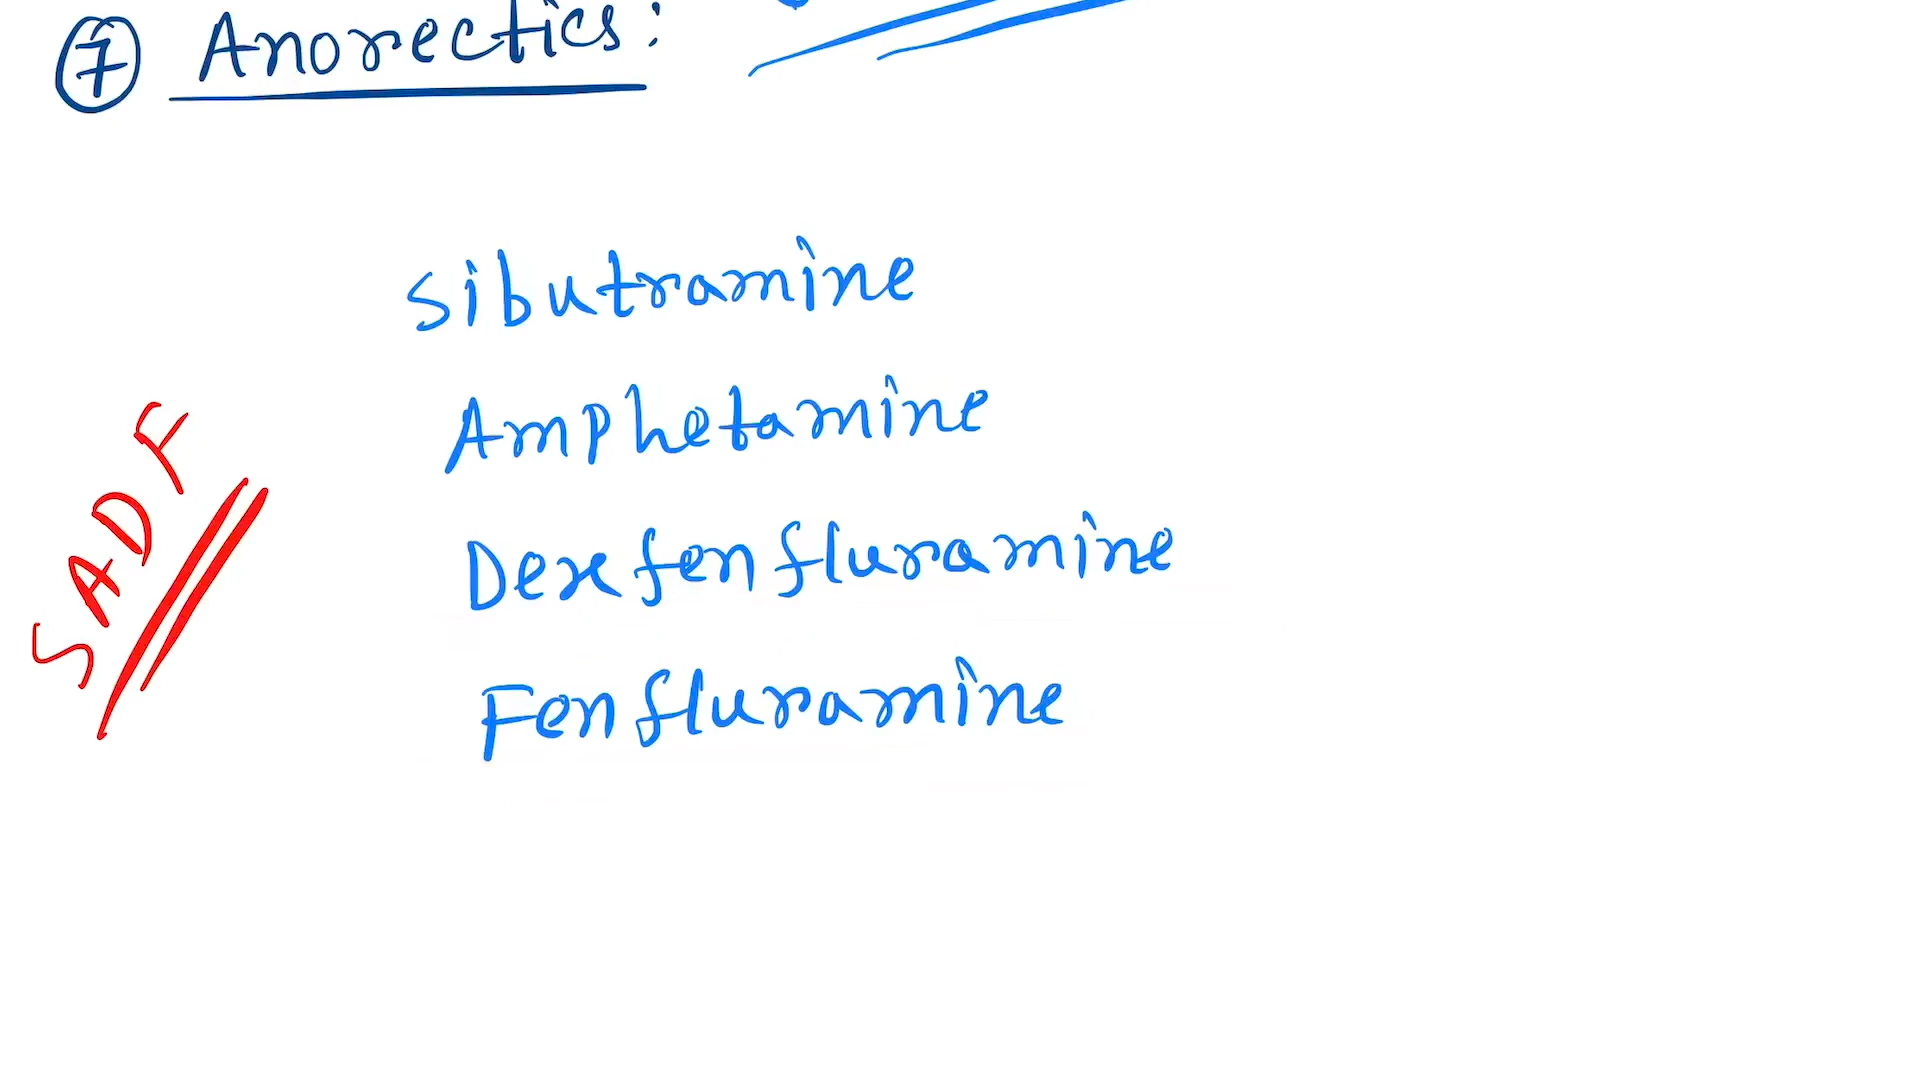 7 Anorectics:
Sibutramine
Amphetamine
Dexfenfluramine
Fenfluramine
SADF